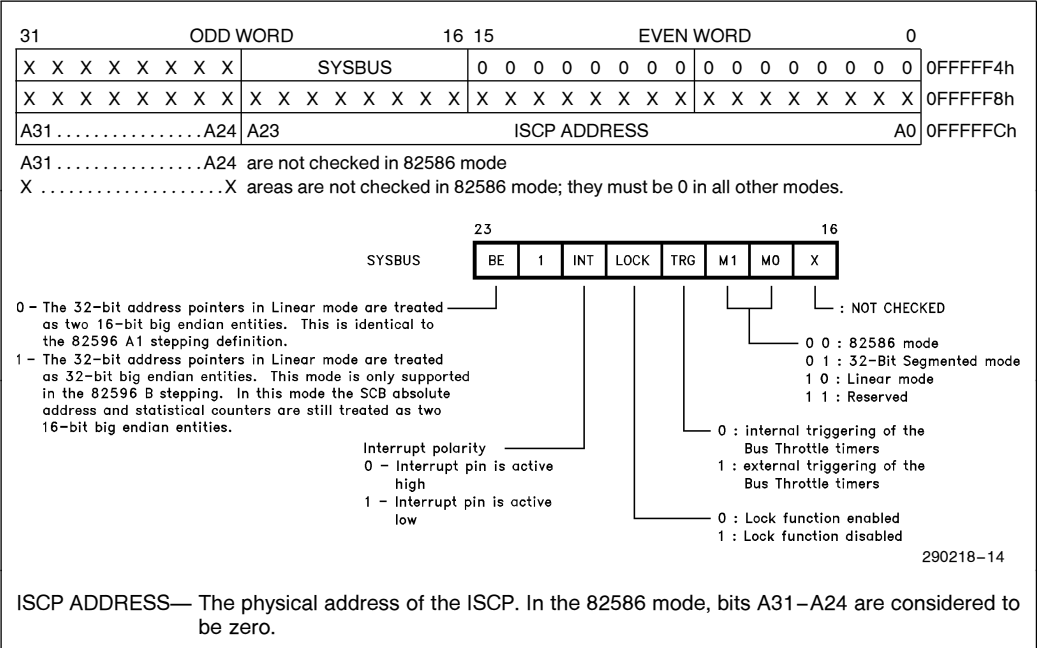 31 ODD WORD 16 15 EVEN WORD 0
X X X X X X X X SYSBUS 0 0 0 0 0 0 0 0 0 0 0 0 0 0 0 0 0FFFFF4h
X X X X X X X X X X X X X X X X X X X X X X X X X X X X X X X X 0FFFFF8h
A31 . . . . . . . . . . . . . . . . A24 A23 ISCP ADDRESS A0 0FFFFFCh
A31 . . . . . . . . . . . . . . . . A24 are not checked in 82586 mode
X . . . . . . . . . . . . . . . . . . . . X areas are not checked in 82586 mode; they must be 0 in all other modes.
23 16
SYSBUS BE 1 INT LOCK TRG M1 M0 X
0 – The 32–bit address pointers in Linear mode are treated
as two 16–bit big endian entities. This is identical to
the 82596 A1 stepping definition.
1 – The 32–bit address pointers in Linear mode are treated
as 32–bit big endian entities. This mode is only supported
in the 82596 B stepping. In this mode the SCB absolute
address and statistical counters are still treated as two
16–bit big endian entities.
: NOT CHECKED
0 0 : 82586 mode
0 1 : 32–Bit Segmented mode
1 0 : Linear mode
1 1 : Reserved
0 : internal triggering of the
Bus Throttle timers
1 : external triggering of the
Bus Throttle timers
Interrupt polarity
0 – Interrupt pin is active
high
1 – Interrupt pin is active
low
0 : Lock function enabled
1 : Lock function disabled
290218–14
ISCP ADDRESS— The physical address of the ISCP. In the 82586 mode, bits A31–A24 are considered to
be zero.